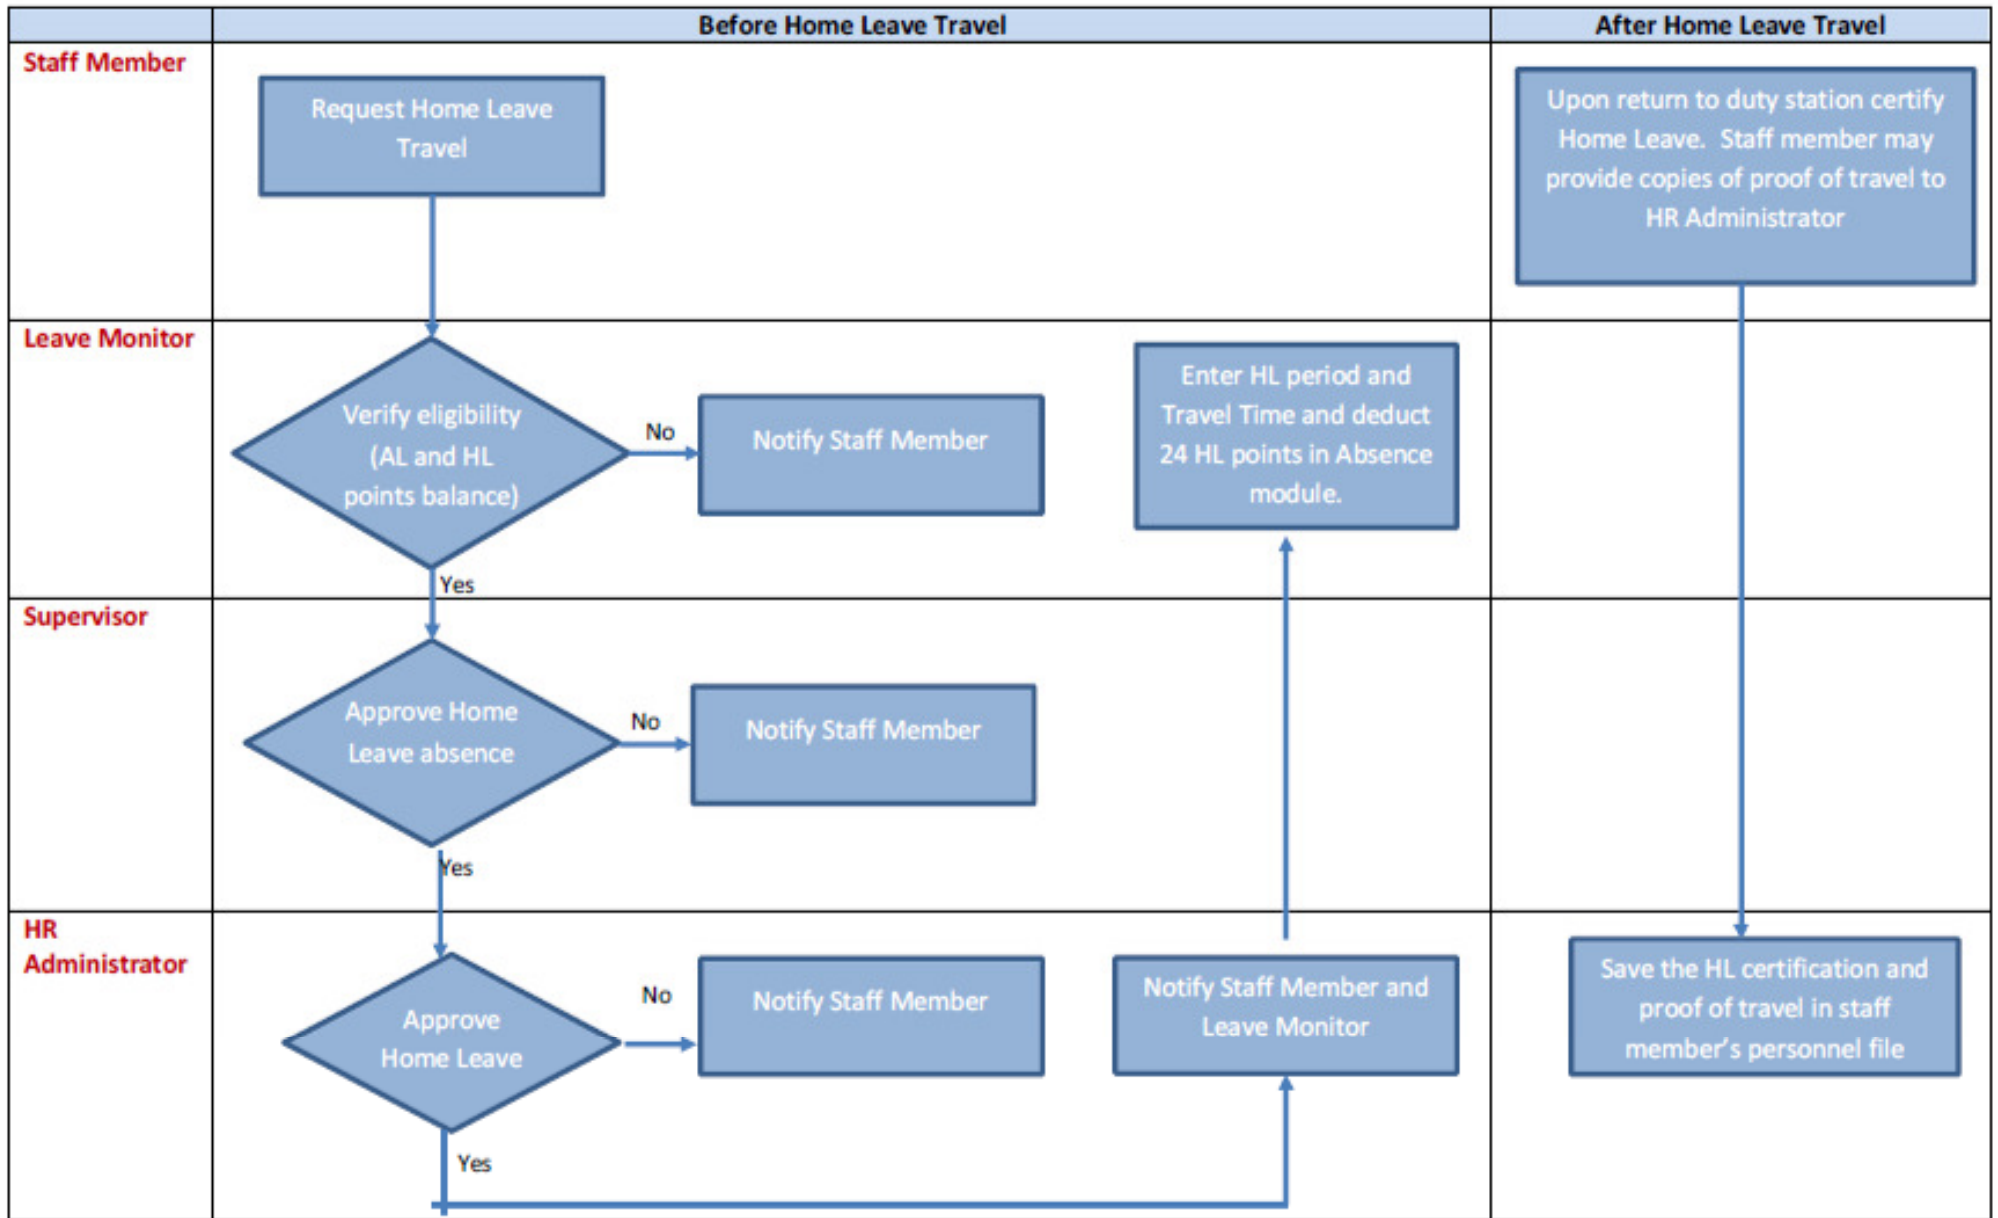 Before Home Leave Travel
After Home Leave Travel
Staff Member
Request Home Leave
Travel
Upon return to duty station certify
Home Leave.  Staff member may
provide copies of proof of travel to
HR Administrator
Leave Monitor
Verify eligibility
(AL and HL
points balance)
No
Notify Staff Member
Enter HL period and
Travel Time and deduct
24 HL points in Absence
module.
Yes
Supervisor
Approve Home
Leave absence
No
Notify Staff Member
Yes
HR
Administrator
Approve
Home Leave
No
Notify Staff Member
Notify Staff Member and
Leave Monitor
Save the HL certification and
proof of travel in staff
member’s personnel file
Yes